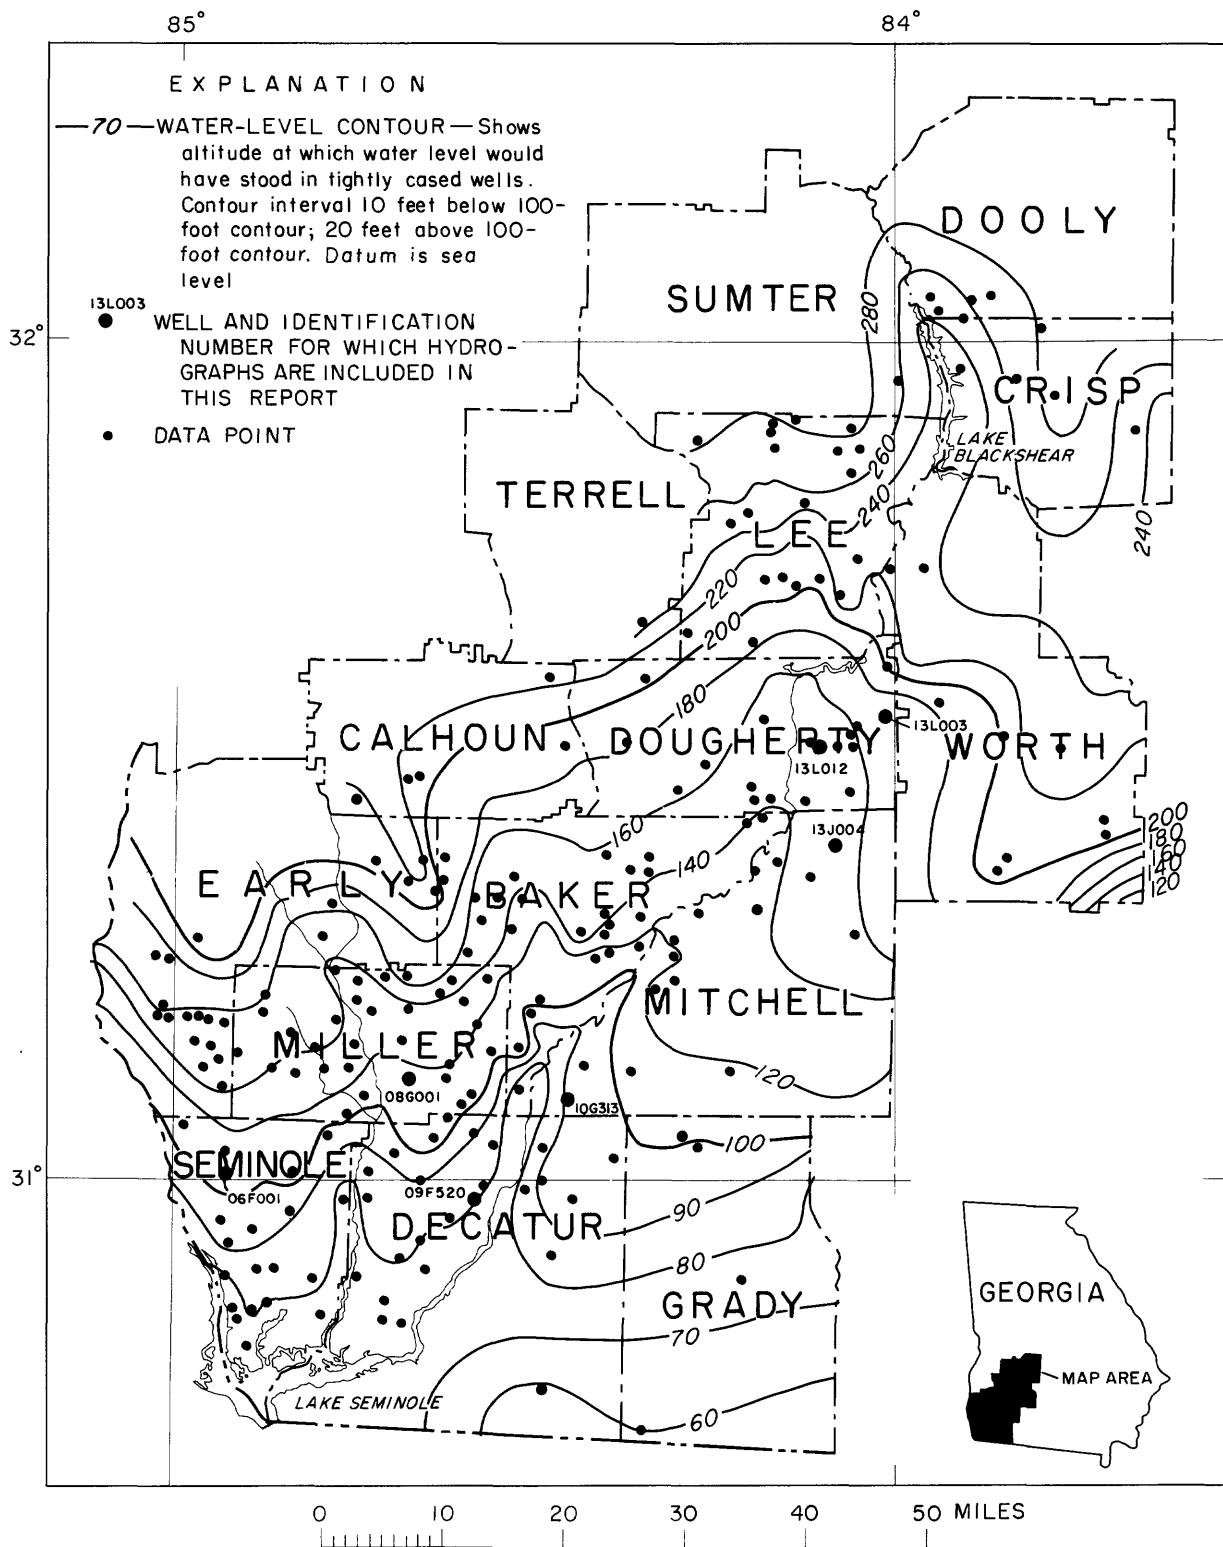 85°
84°
EXPLANATION
—70—WATER-LEVEL CONTOUR—Shows
altitude at which water level would
have stood in tightly cased wells.
Contour interval 10 feet below 100-
foot contour; 20 feet above 100-
foot contour. Datum is sea
level
13L003
WELL AND IDENTIFICATION
NUMBER FOR WHICH HYDRO-
GRAPHS ARE INCLUDED IN
THIS REPORT
DATA POINT
32°
DOOLY
SUMTER
280
CRISP
LAKE
BLACKSHEAR
260
TERRELL
240
LEE
240
220
200
180
CALHOUN
DOUGHERTY
13L003
WORTH
13L012
160
13J004
200
180
160
140
120
140
EARLY
BAKER
MITCHELL
MILLER
08G001
10G313
120
100
SEMINOLE
31°
06F001
09F520
DECATUR
90
80
GRADY
70
GEORGIA
MAP AREA
LAKE SEMINOLE
60
0 10 20 30 40 50 MILES